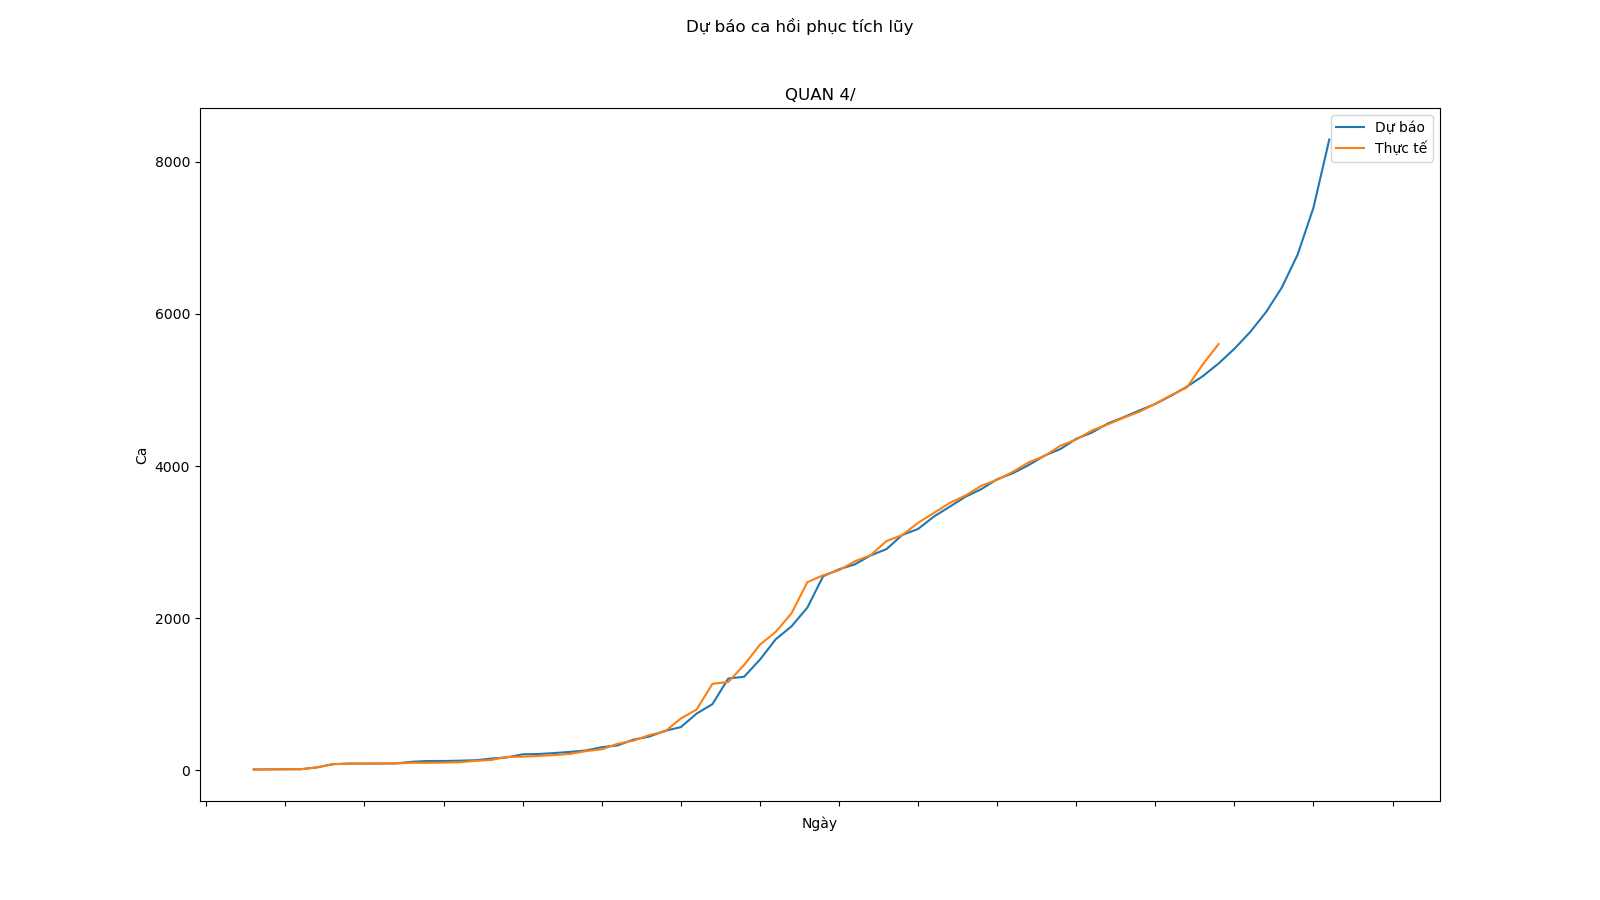 Dự báo ca hồi phục tích lũy
QUAN 4/
Dự báo
Thực tế
8000
6000
4000
2000
0
Ca
Ngày